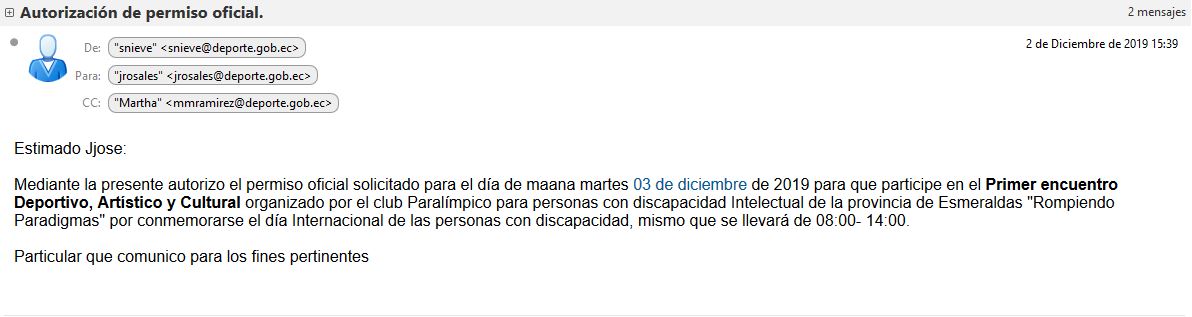 Autorización de permiso oficial.
2 mensajes
De: "snieve" <snieve@deporte.gob.ec>
2 de Diciembre de 2019 15:39
Para: "jrosales" <jrosales@deporte.gob.ec>
CC: "Martha" <mmramirez@deporte.gob.ec>
Estimado Jjose:
Mediante la presente autorizo el permiso oficial solicitado para el día de maana martes 03 de diciembre de 2019 para que participe en el Primer encuentro
Deportivo, Artístico y Cultural organizado por el club Paralímpico para personas con discapacidad Intelectual de la provincia de Esmeraldas "Rompiendo
Paradigmas" por conmemorarse el día Internacional de las personas con discapacidad, mismo que se llevará de 08:00- 14:00.
Particular que comunico para los fines pertinentes